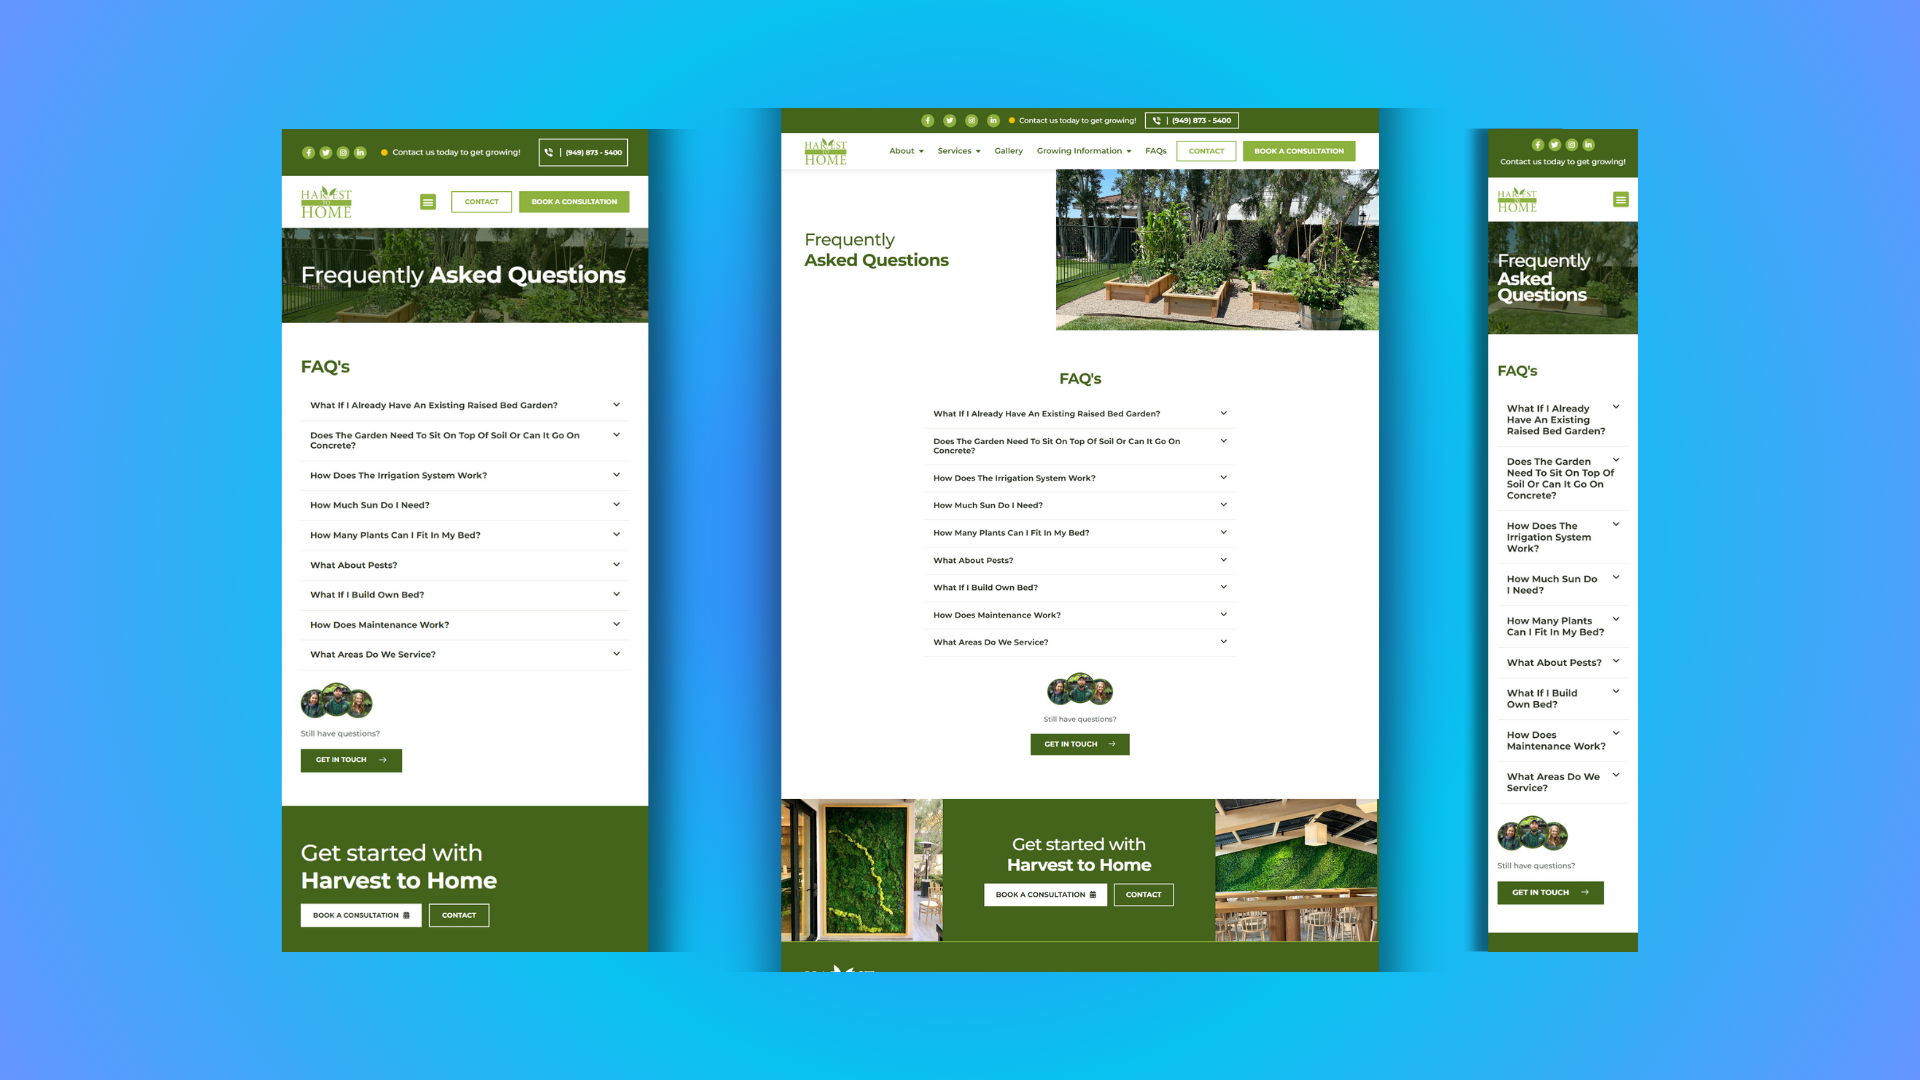 Contact us today to get growing!
(949) 873 - 5400
HARVEST
TO
HOME
CONTACT
BOOK A CONSULTATION
Frequently Asked Questions
FAQ's
What If I Already Have An Existing Raised Bed Garden?
Does The Garden Need To Sit On Top Of Soil Or Can It Go On
Concrete?
How Does The Irrigation System Work?
How Much Sun Do I Need?
How Many Plants Can I Fit In My Bed?
What About Pests?
What If I Build Own Bed?
How Does Maintenance Work?
What Areas Do We Service?
Still have questions?
GET IN TOUCH
Get started with
Harvest to Home
BOOK A CONSULTATION
CONTACT
Contact us today to get growing!
(949) 873 - 5400
HARVEST
TO
HOME
About
Services
Gallery
Growing Information
FAQs
CONTACT
BOOK A CONSULTATION
Frequently
Asked Questions
FAQ's
What If I Already Have An Existing Raised Bed Garden?
Does The Garden Need To Sit On Top Of Soil Or Can It Go On
Concrete?
How Does The Irrigation System Work?
How Much Sun Do I Need?
How Many Plants Can I Fit In My Bed?
What About Pests?
What If I Build Own Bed?
How Does Maintenance Work?
What Areas Do We Service?
Still have questions?
GET IN TOUCH
Get started with
Harvest to Home
BOOK A CONSULTATION
CONTACT
Contact us today to get growing!
HARVEST
TO
HOME
Frequently
Asked
Questions
FAQ's
What If I Already
Have An Existing
Raised Bed Garden?
Does The Garden
Need To Sit On Top Of
Soil Or Can It Go On
Concrete?
How Does The
Irrigation System
Work?
How Much Sun Do
I Need?
How Many Plants
Can I Fit In My Bed?
What About Pests?
What If I Build
Own Bed?
How Does
Maintenance Work?
What Areas Do We
Service?
Still have questions?
GET IN TOUCH